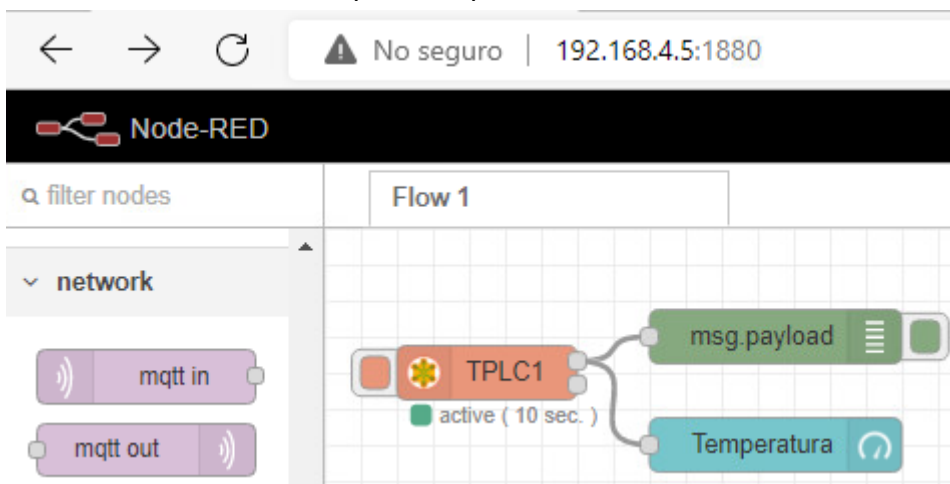 No seguro | 192.168.4.5:1880
Node-RED
filter nodes
Flow 1
network
mqtt in
mqtt out
TPLC1
active ( 10 sec. )
msg.payload
Temperatura